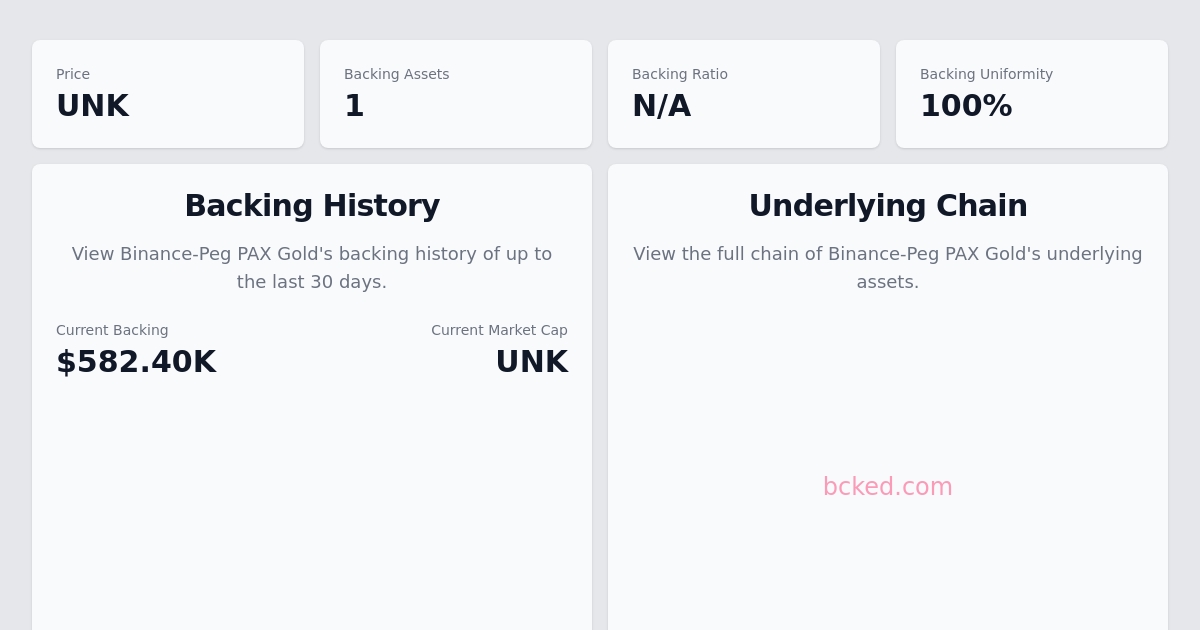 Price
UNK
Backing Assets
1
Backing Ratio
N/A
Backing Uniformity
100%
Backing History
View Binance-Peg PAX Gold's backing history of up to
the last 30 days.
Current Backing
$582.40K
Current Market Cap
UNK
Underlying Chain
View the full chain of Binance-Peg PAX Gold's underlying
assets.
bcked.com